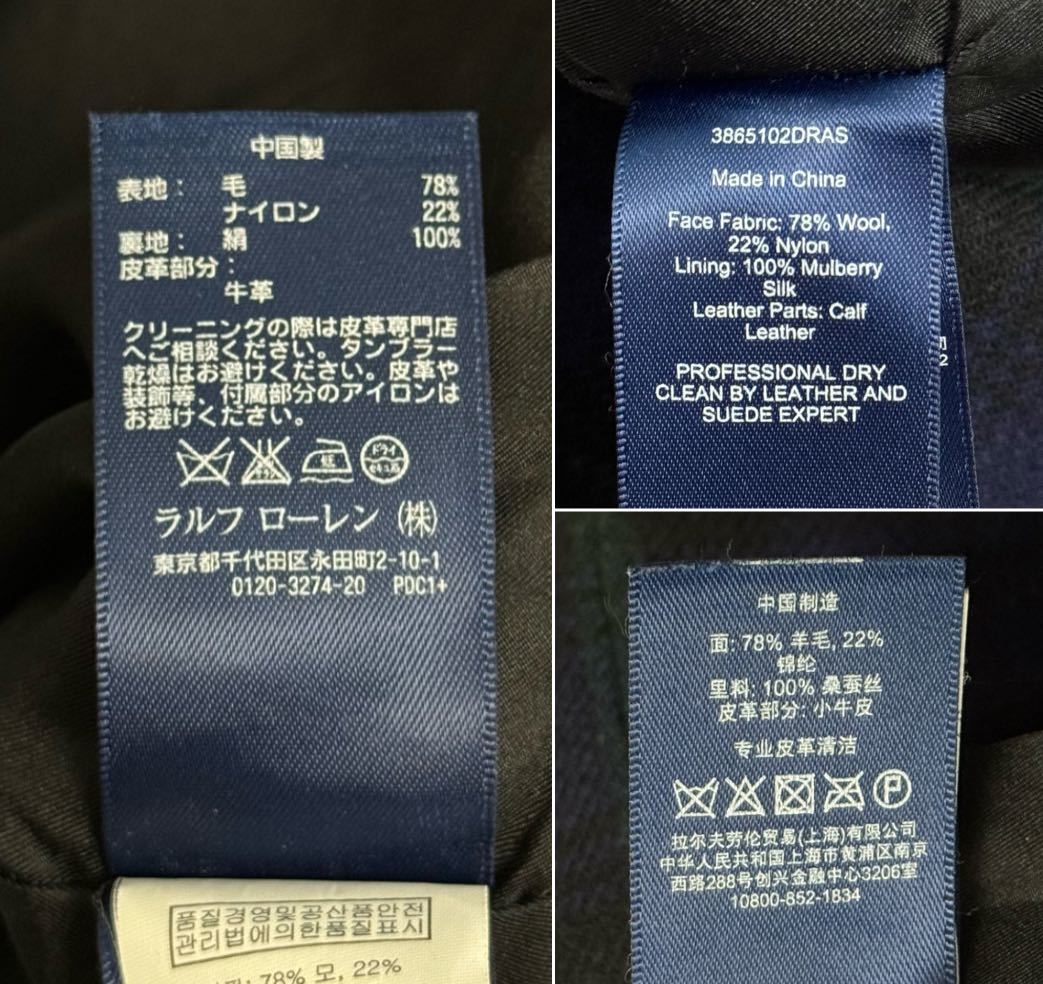 中国製
表地： 毛 78%
ナイロン 22%
裏地： 絹 100%
皮革部分：
牛革
クリーニングの際は皮革専門店
へご相談ください。タンブラー
乾燥はお避けください。皮革や
装飾等、付属部分のアイロンは
お避けください。
低 ドライ
セキユ系
ラルフ ローレン (株)
東京都千代田区永田町2-10-1
0120-3274-20 PDC1+
품질경영및공산품안전
관리법에의한품질표시
78% 모, 22%
3865102DRAS
Made in China
Face Fabric: 78% Wool,
22% Nylon
Lining: 100% Mulberry
Silk
Leather Parts: Calf
Leather
PROFESSIONAL DRY
CLEAN BY LEATHER AND
SUEDE EXPERT
2
中国制造
面: 78% 羊毛, 22%
锦纶
里料: 100% 桑蚕丝
皮革部分: 小牛皮
专业皮革清洁
P
拉尔夫劳伦贸易(上海)有限公司
中华人民共和国上海市黄浦区南京
西路288号创兴金融中心3206室
10800-852-1834